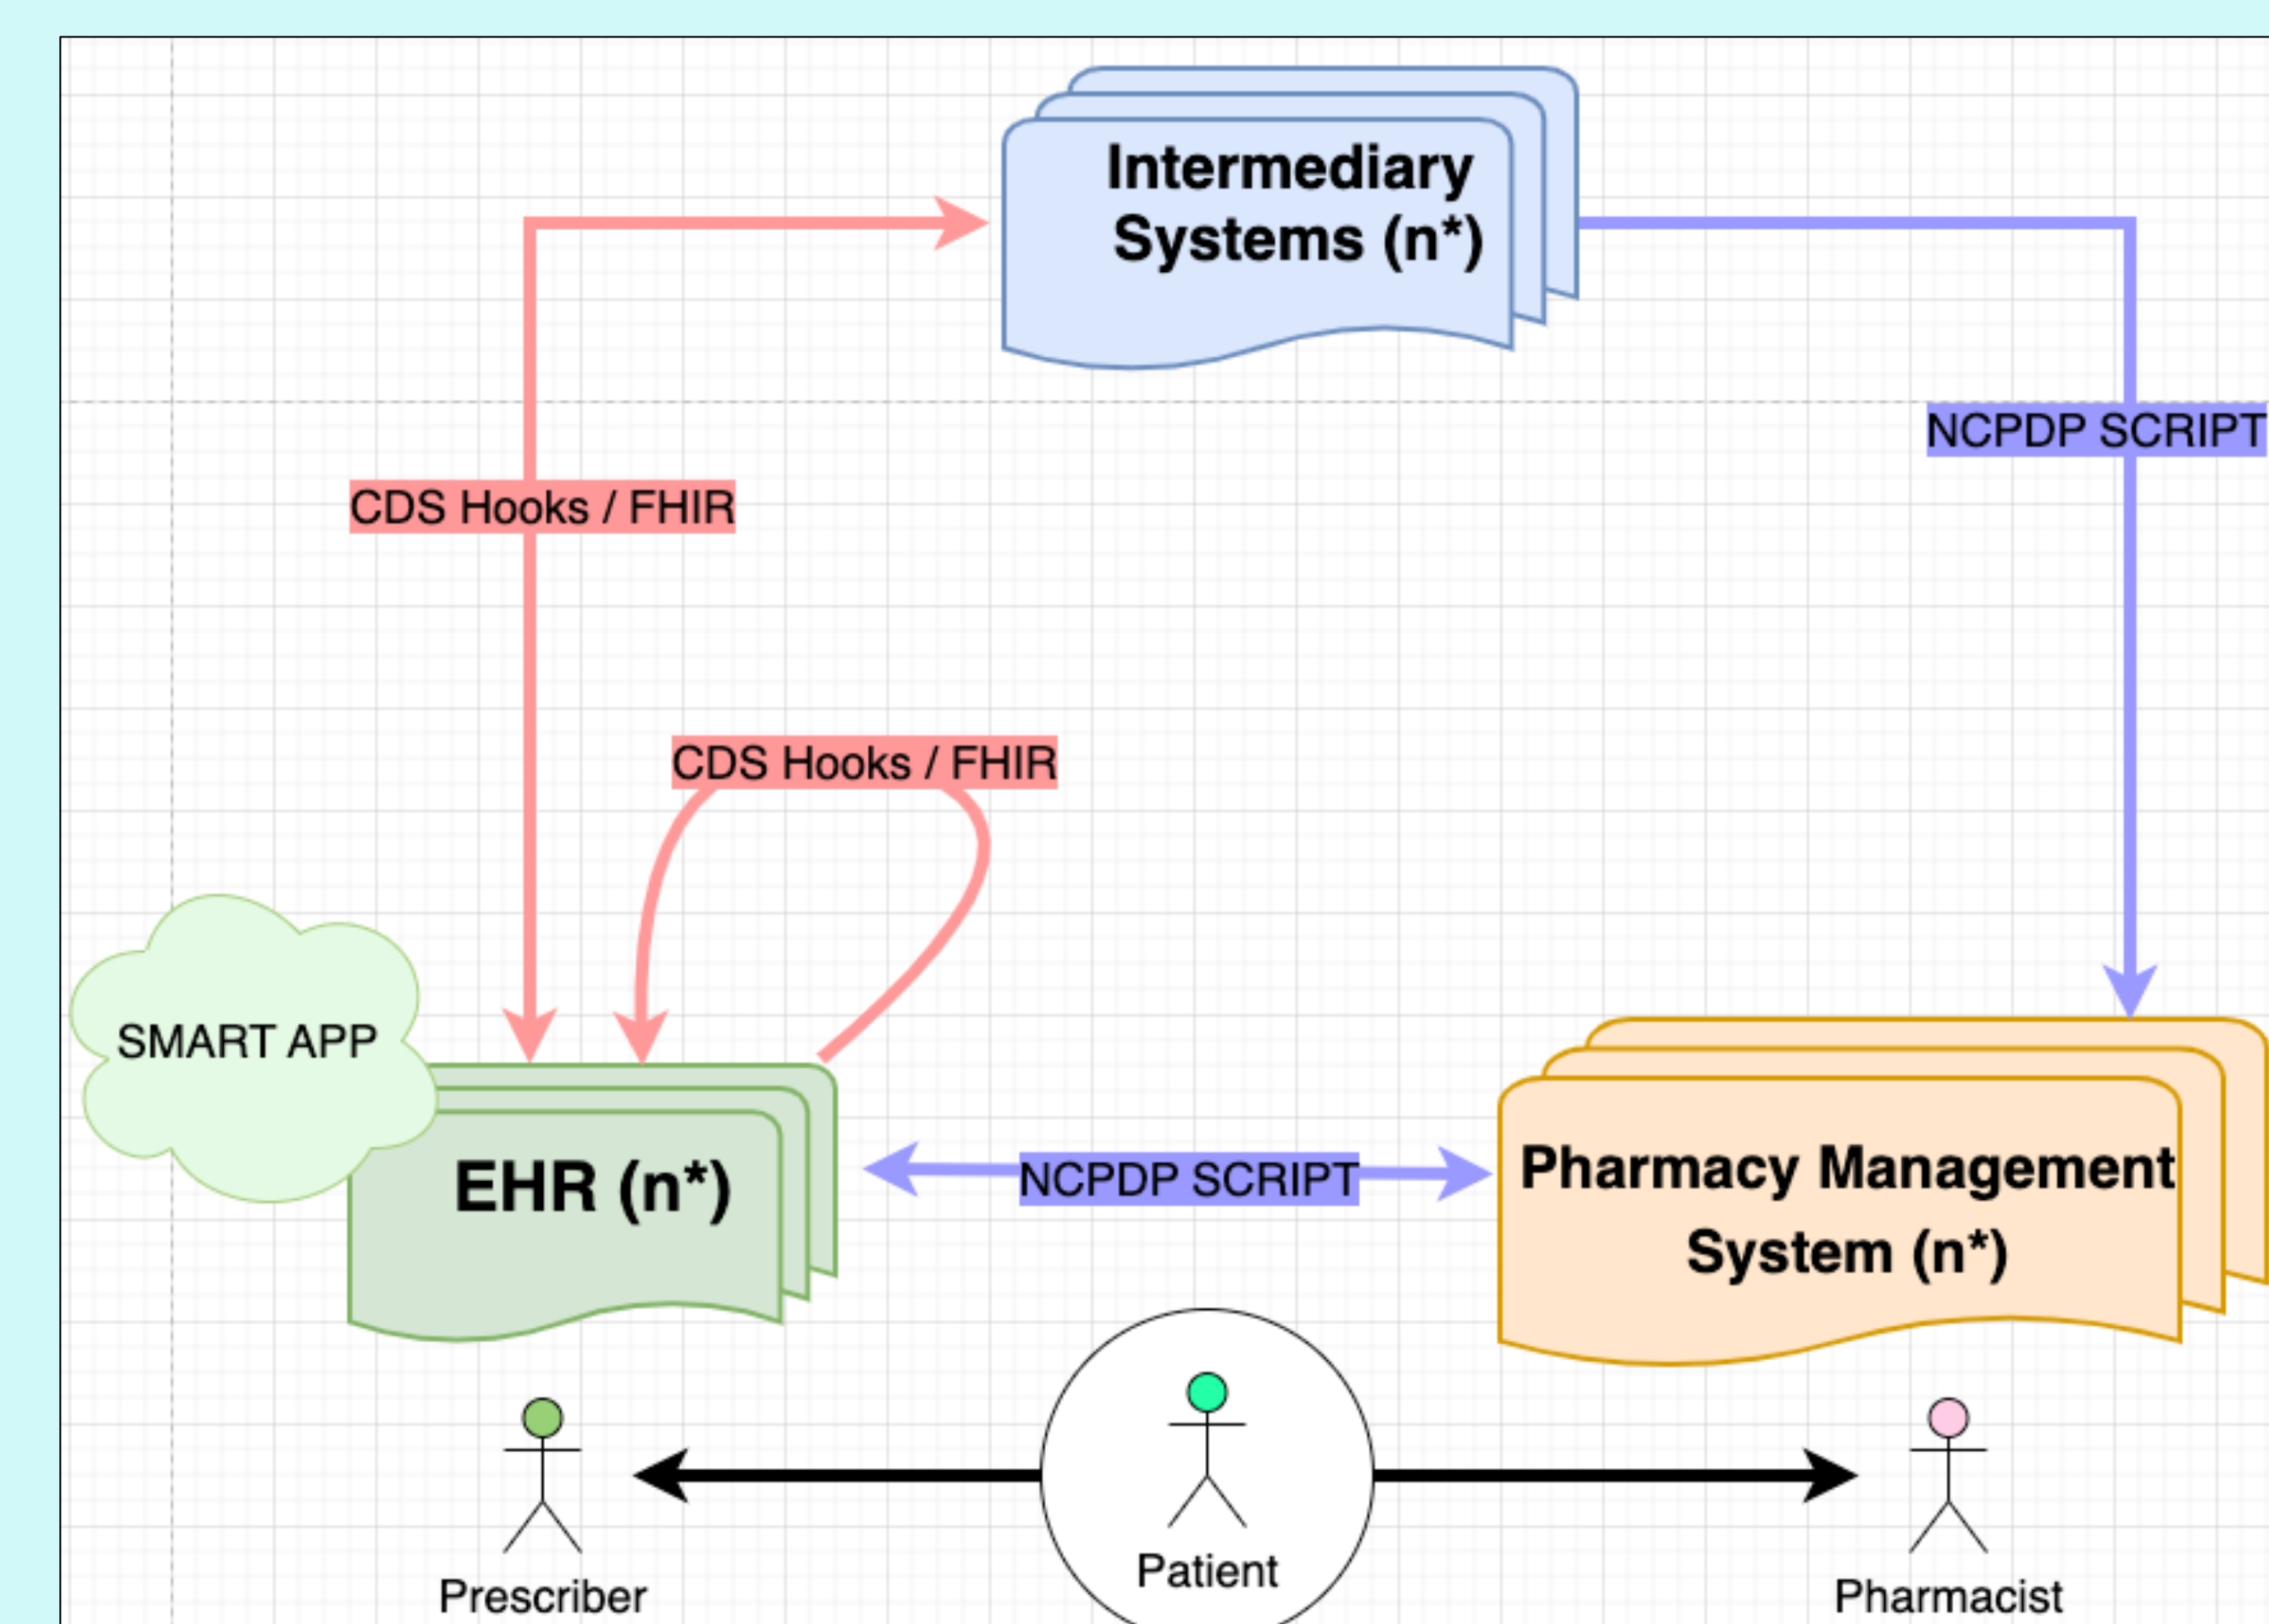 Intermediary
Systems (n*)
NCPDP SCRIPT
CDS Hooks / FHIR
CDS Hooks / FHIR
SMART APP
EHR (n*)
NCPDP SCRIPT
Pharmacy Management
System (n*)
Prescriber
Patient
Pharmacist